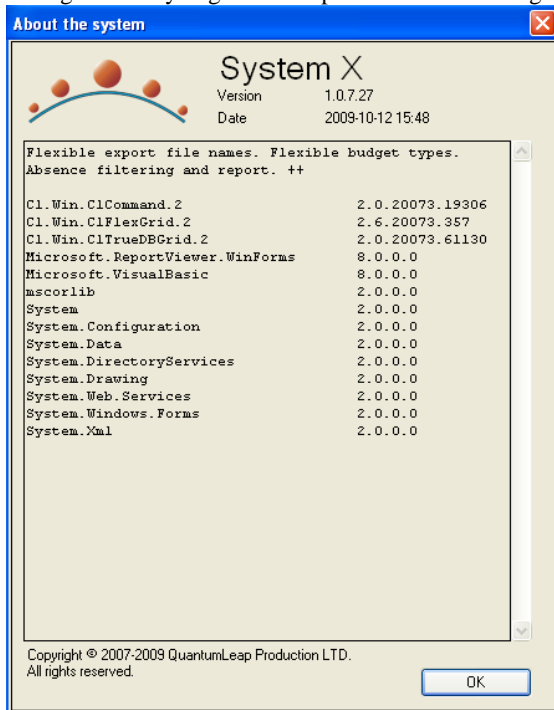 About the system
System X
Version 1.0.7.27
Date 2009-10-12 15:48
Flexible export file names. Flexible budget types.
Absence filtering and report. ++
C1.Win.C1Command.2 2.0.20073.19306
C1.Win.C1FlexGrid.2 2.6.20073.357
C1.Win.C1TrueDBGrid.2 2.0.20073.61130
Microsoft.ReportViewer.WinForms 8.0.0.0
Microsoft.VisualBasic 8.0.0.0
mscorlib 2.0.0.0
System 2.0.0.0
System.Configuration 2.0.0.0
System.Data 2.0.0.0
System.DirectoryServices 2.0.0.0
System.Drawing 2.0.0.0
System.Web.Services 2.0.0.0
System.Windows.Forms 2.0.0.0
System.Xml 2.0.0.0
Copyright © 2007-2009 QuantumLeap Production LTD.
All rights reserved.
OK